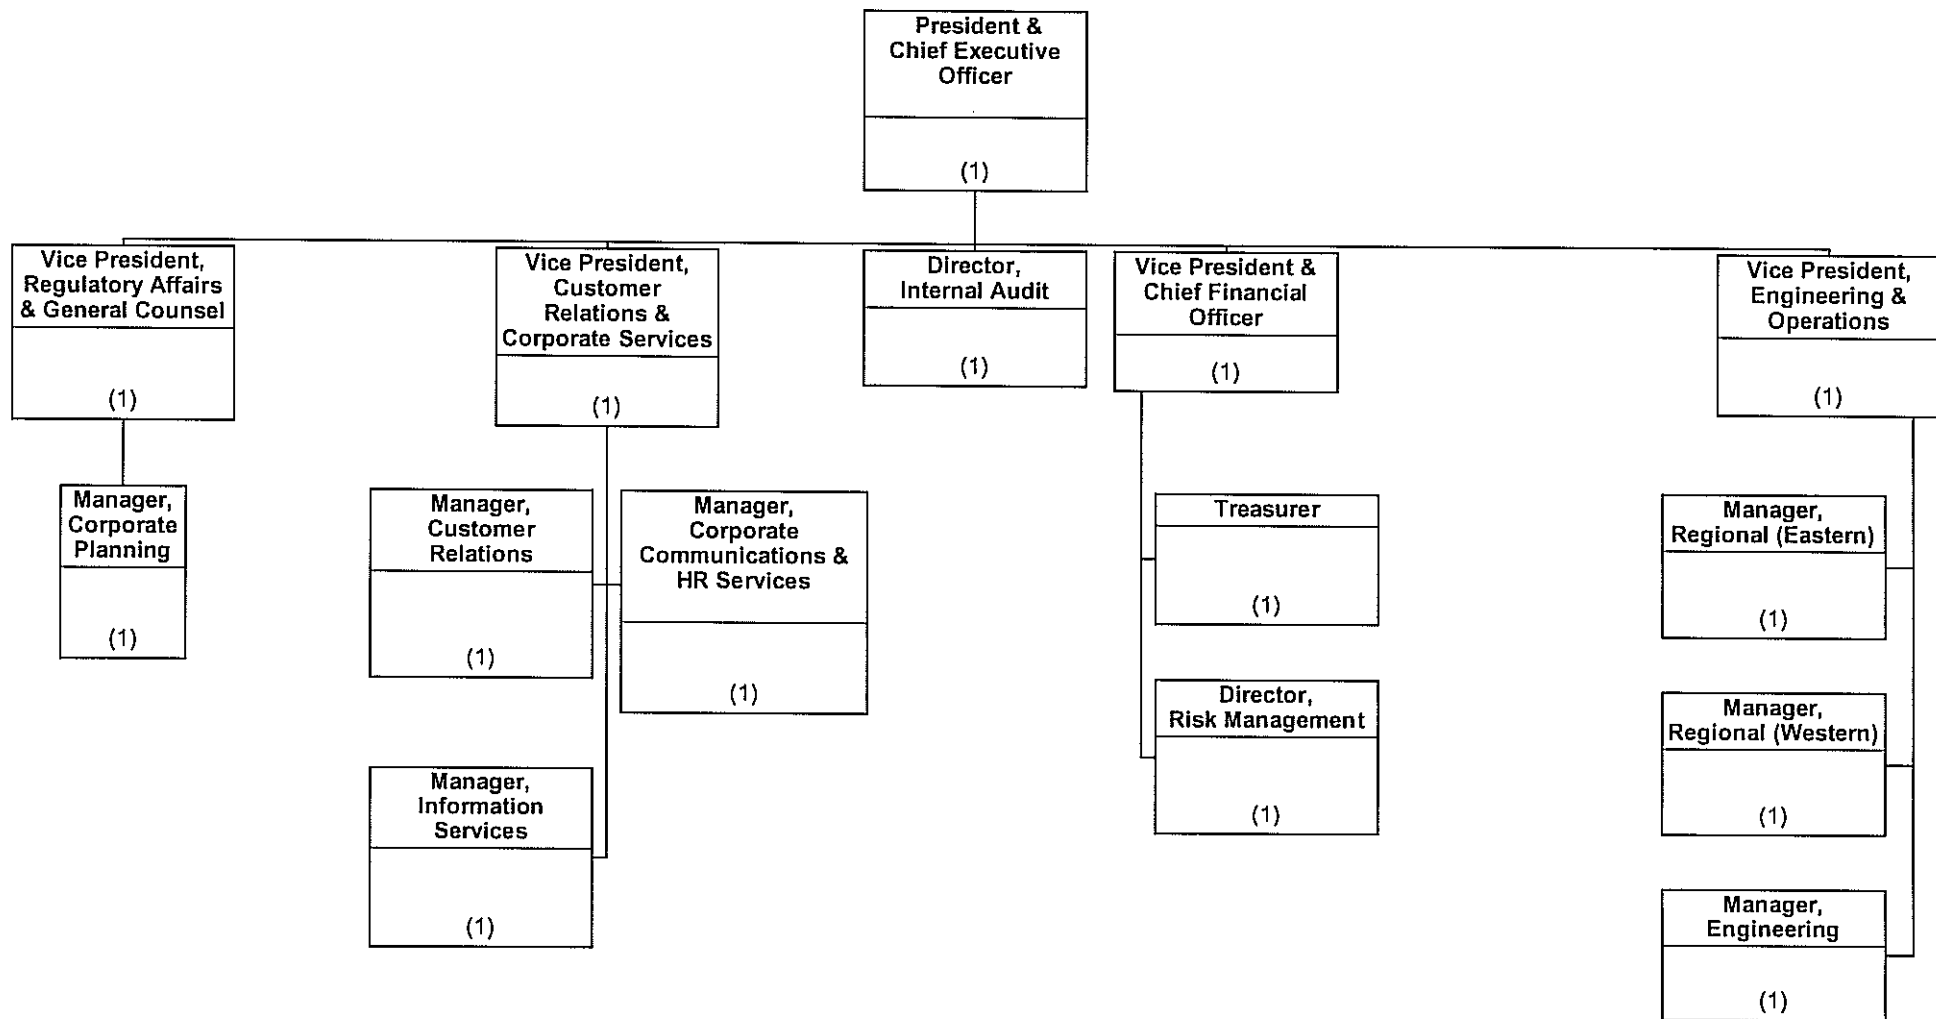 President &
Chief Executive
Officer
(1)
Vice President,
Regulatory Affairs
& General Counsel
(1)
Vice President,
Customer
Relations &
Corporate Services
(1)
Director,
Internal Audit
(1)
Vice President &
Chief Financial
Officer
(1)
Vice President,
Engineering &
Operations
(1)
Manager,
Corporate
Planning
(1)
Manager,
Customer
Relations
(1)
Manager,
Corporate
Communications &
HR Services
(1)
Manager,
Information
Services
(1)
Treasurer
(1)
Director,
Risk Management
(1)
Manager,
Regional (Eastern)
(1)
Manager,
Regional (Western)
(1)
Manager,
Engineering
(1)